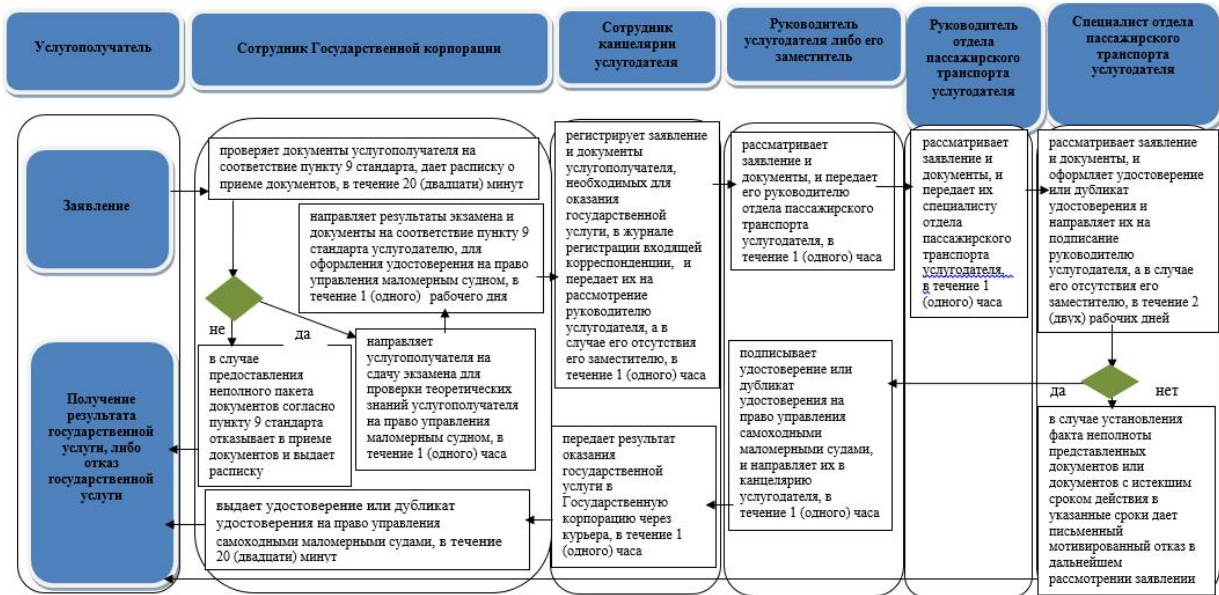 Услугополучатель
Сотрудник Государственной корпорации
Сотрудник
канцелярии
услугодателя
Руководитель
услугодателя либо его
заместитель
Руководитель
отдела
пассажирского
транспорта
услугодателя
Специалист отдела
пассажирского
транспорта
услугодателя
Заявление
проверяет документы услугополучателя на
соответствие пункту 9 стандарта, дает расписку о
приеме документов, в течение 20 (двадцати) минут
направляет результаты экзамена и
документы на соответствие пункту 9
стандарта услугодателю, для
оформления удостоверения на право
управления маломерным судном, в
течение 1 (одного) рабочего дня
не
да
в случае
предоставления
неполного пакета
документов согласно
пункту 9 стандарта
отказывает в приеме
документов и выдает
расписку
направляет
услугополучателя на
сдачу экзамена для
проверки теоретических
знаний услугополучателя
на право управления
маломерным судном, в
течение 1 (одного) часа
регистрирует заявление
и документы
услугополучателя,
необходимых для
оказания
государственной
услуги, в журнале
регистрации входящей
корреспонденции, и
передает их на
рассмотрение
руководителю
услугодателя, а в
случае его отсутствия
его заместителю, в
течение 1 (одного) часа
рассматривает
заявление и
документы, и передает
его руководителю
отдела пассажирского
транспорта
услугодателя, в
течение 1 (одного) часа
рассматривает
заявление и
документы, и
передает их
специалисту
отдела
пассажирского
транспорта
услугодателя,
в течение 1
(одного) часа
рассматривает заявление
и документы, и
оформляет удостоверение
или дубликат
удостоверения и
направляет их на
подписание
руководителю
услугодателя, а в случае
его отсутствия его
заместителю, в течение 2
(двух) рабочих дней
да
нет
в случае установления
факта неполноты
представленных
документов или
документов с истекшим
сроком действия в
указанные сроки дает
письменный
мотивированный отказ в
дальнейшем
рассмотрении заявлении
подписывает
удостоверение или
дубликат
удостоверения на
право управления
самоходными
маломерными судами,
и направляет их в
канцелярию
услугодателя, в
течение 1 (одного) часа
передает результат
оказания
государственной
услуги в
Государственную
корпорацию через
курьера, в течение 1
(одного) часа
выдает удостоверение или дубликат
удостоверения на право управления
самоходными маломерными судами, в течение
20 (двадцати) минут
Получение
результата
государственной
услуги, либо
отказ
государственной
услуги